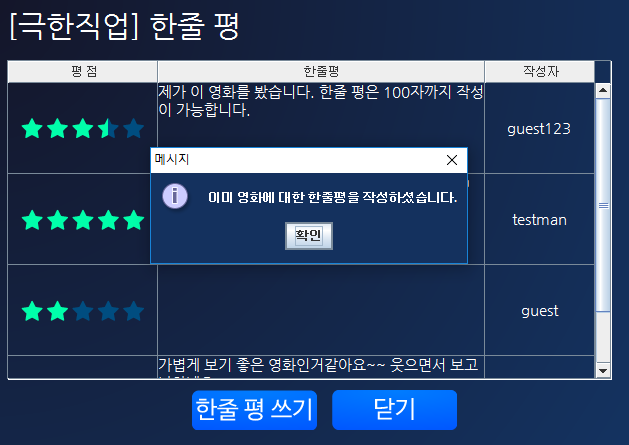 [극한직업] 한줄 평
평 점
한줄평
작성자
제가 이 영화를 봤습니다. 한줄 평은 100자까지 작성
이 가능합니다.
guest123
메시지
이미 영화에 대한 한줄평을 작성하셨습니다.
확인
testman
guest
가볍게 보기 좋은 영화인거같아요~~ 웃으면서 보고
한줄 평 쓰기
닫기